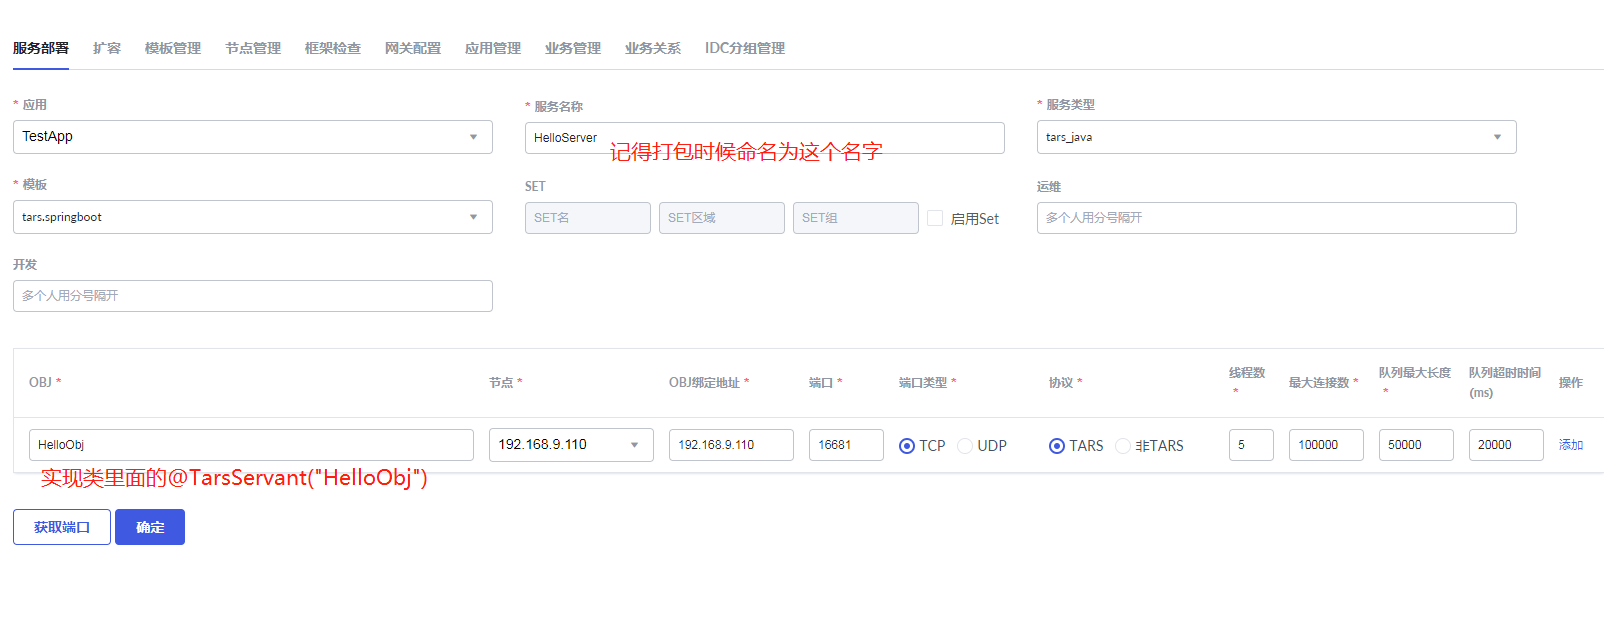 服务部署 扩容 模板管理 节点管理 框架检查 网关配置 应用管理 业务管理 业务关系 IDC分组管理
* 应用 * 服务名称 * 服务类型
TestApp HelloServer tars_java
记得打包时候命名为这个名字
* 模板 SET 运维
tars.springboot SET名 SET区域 SET组 启用Set 多个人用分号隔开
开发
多个人用分号隔开
OBJ * 节点 * OBJ绑定地址 * 端口 * 端口类型 * 协议 * 线程数 * 最大连接数 * 队列最大长度 * 队列超时时间(ms) 操作
HelloObj 192.168.9.110 192.168.9.110 16681 TCP UDP TARS 非TARS 5 100000 50000 20000 添加
实现类里面的@TarsServant("HelloObj")
获取端口 确定